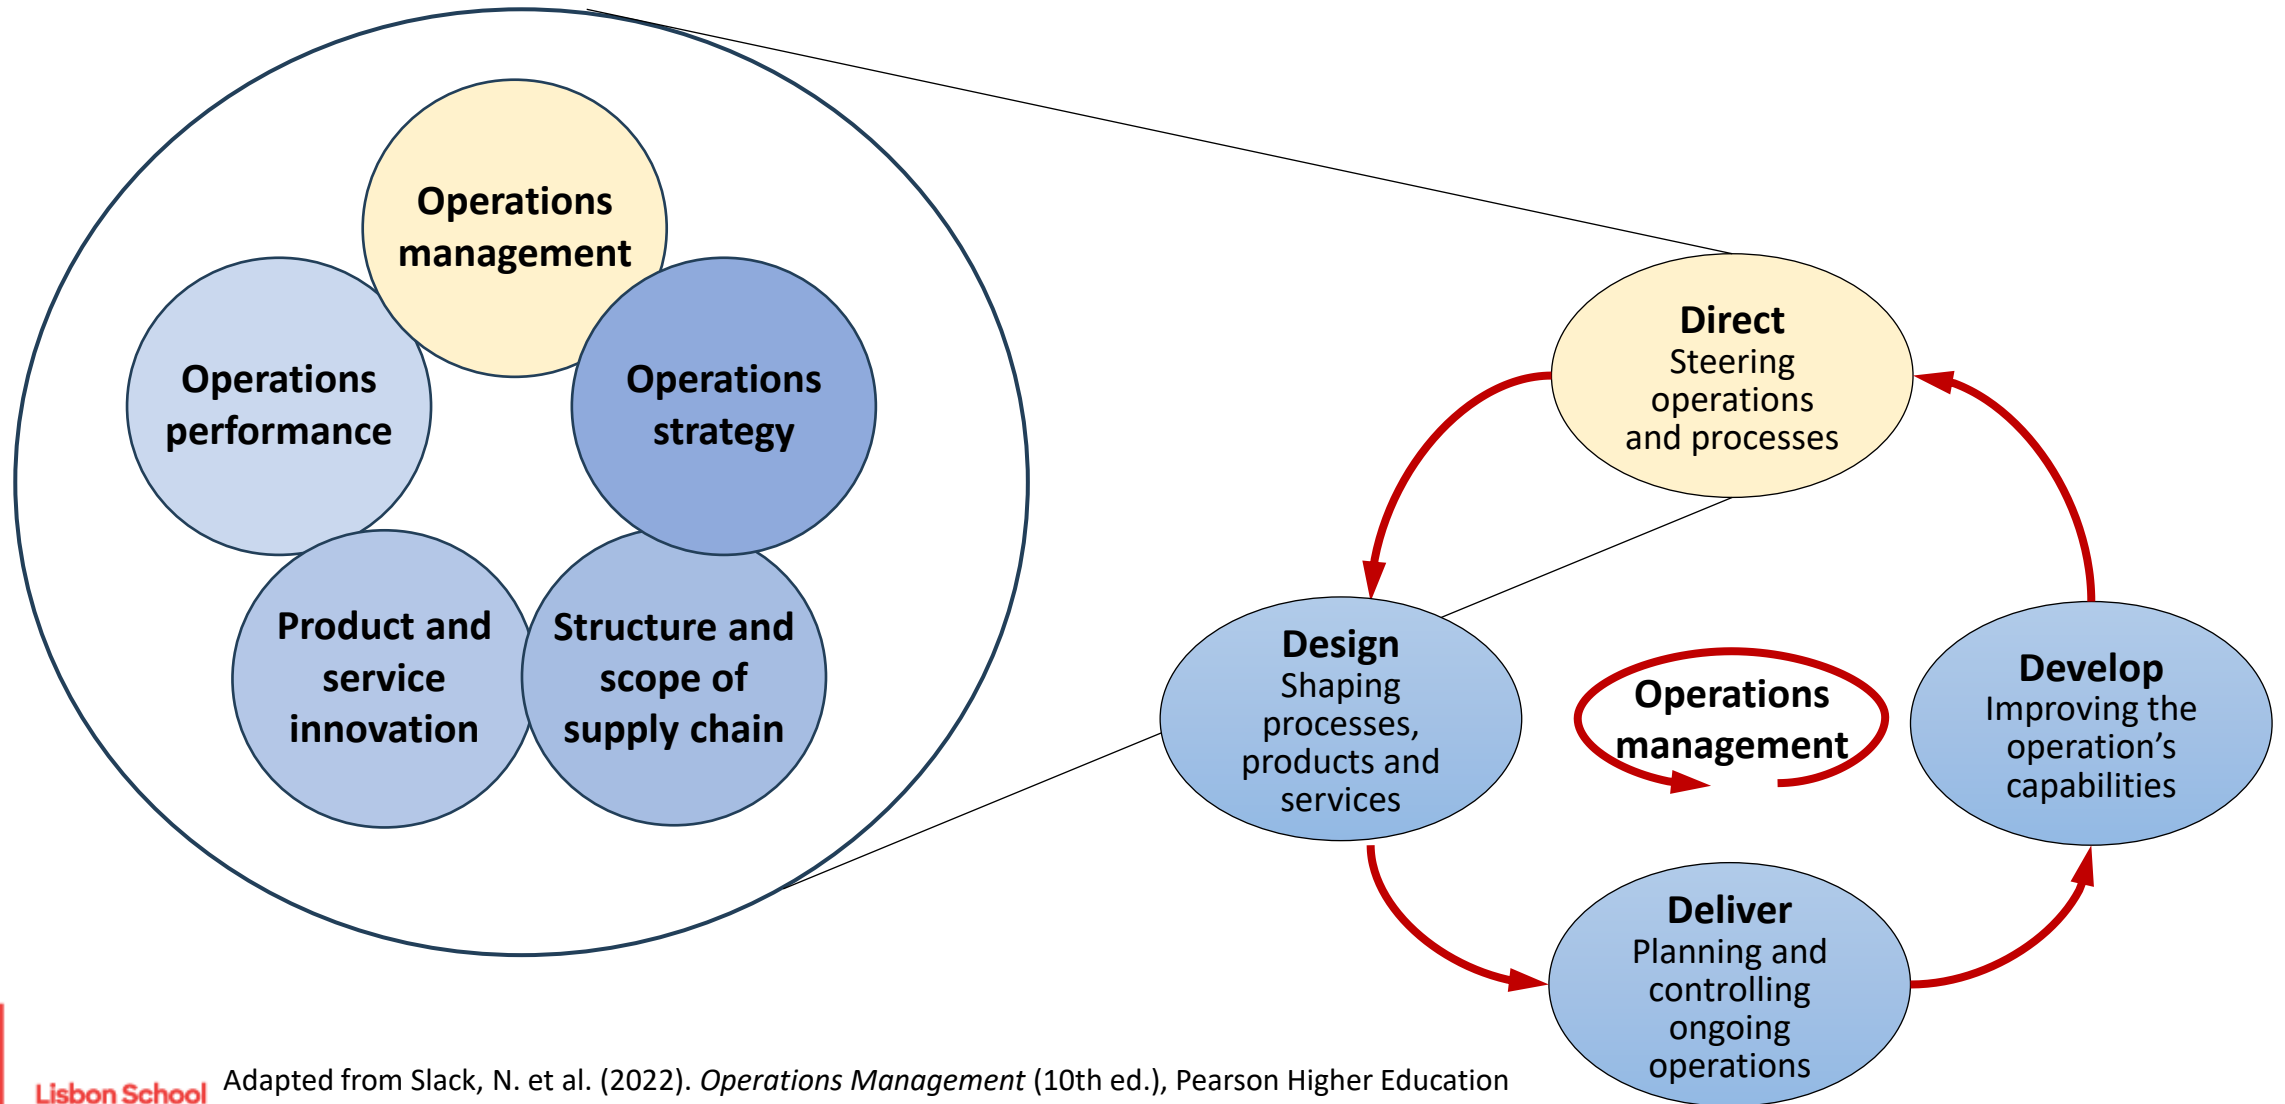 Operations
management
Operations
performance
Operations
strategy
Product and
service
innovation
Structure and
scope of
supply chain
Direct
Steering
operations
and processes
Design
Shaping
processes,
products and
services
Operations
management
Develop
Improving the
operation’s
capabilities
Deliver
Planning and
controlling
ongoing
operations
Lisbon School
Adapted from Slack, N. et al. (2022). Operations Management (10th ed.), Pearson Higher Education